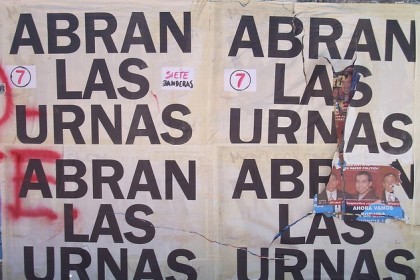 ABRAN ABRAN
LAS LAS
7 SIETE BANDERAS 7
URNAS URNAS
ABRAN ABRAN
AHORA VAMOS
LAS LAS
URNAS URNAS